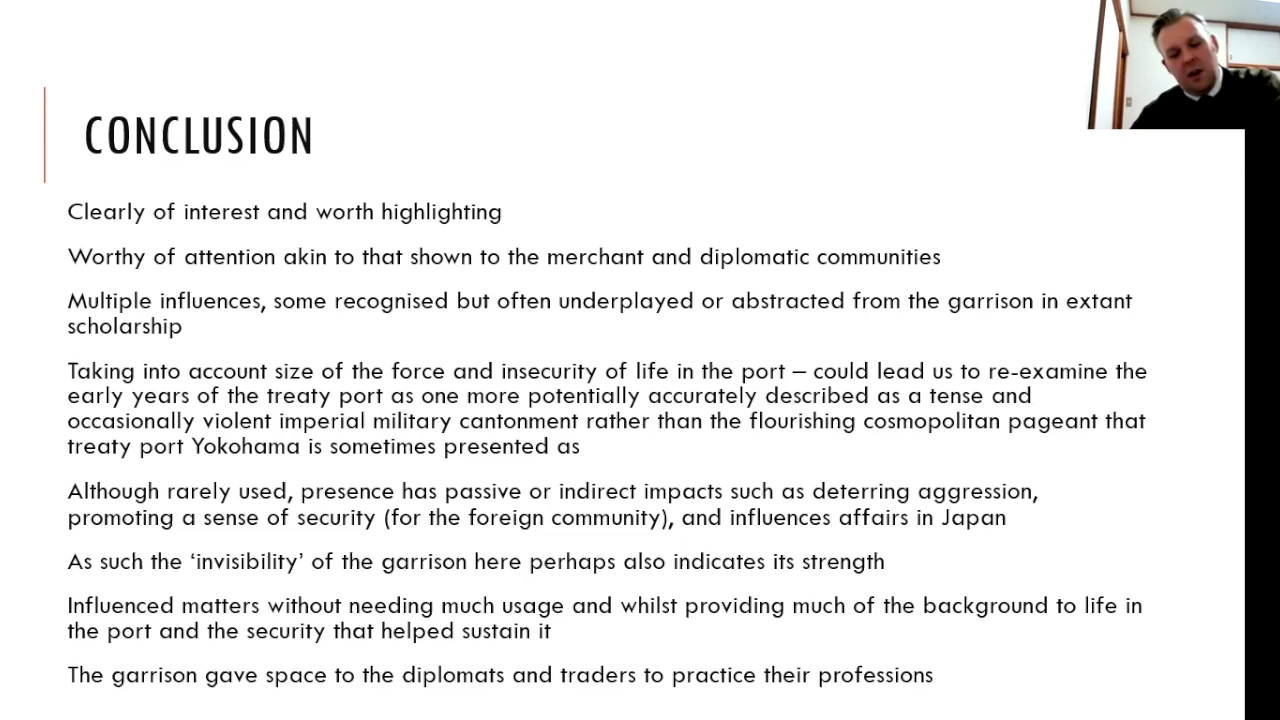 CONCLUSION
Clearly of interest and worth highlighting
Worthy of attention akin to that shown to the merchant and diplomatic communities
Multiple influences, some recognised but often underplayed or abstracted from the garrison in extant
scholarship
Taking into account size of the force and insecurity of life in the port – could lead us to re-examine the
early years of the treaty port as one more potentially accurately described as a tense and
occasionally violent imperial military cantonment rather than the flourishing cosmopolitan pageant that
treaty port Yokohama is sometimes presented as
Although rarely used, presence has passive or indirect impacts such as deterring aggression,
promoting a sense of security (for the foreign community), and influences affairs in Japan
As such the ‘invisibility’ of the garrison here perhaps also indicates its strength
Influenced matters without needing much usage and whilst providing much of the background to life in
the port and the security that helped sustain it
The garrison gave space to the diplomats and traders to practice their professions